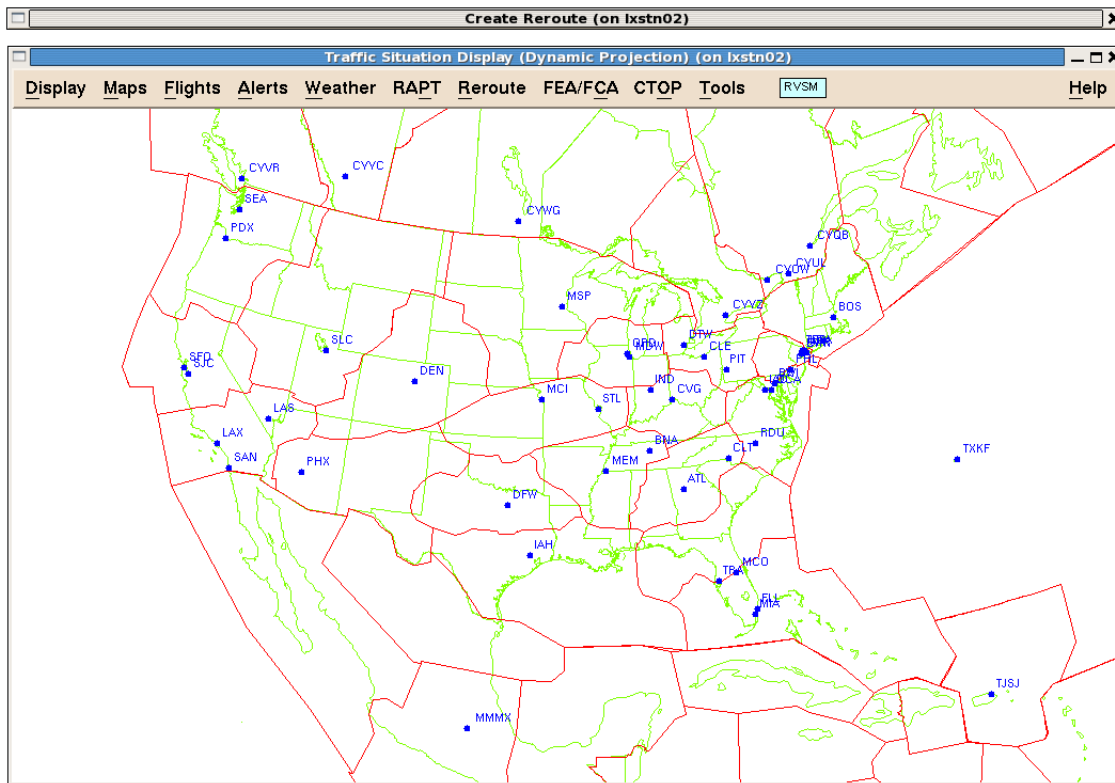 Create Reroute (on lxstn02)
Traffic Situation Display (Dynamic Projection) (on lxstn02)
Display Maps Flights Alerts Weather RAPT Reroute FEA/FCA CTOP Tools RVSM Help
CYVR
CYYC
SEA
CYWG
PDX
CYQB
CYUL
CYOW
MSP
CYYZ
BOS
SLC
DTW
MDW
CLE
SFO
SJC
PIT
PHL
DEN
IND
CVG
MCI
STL
LAS
LAX
BNA
RDU
SAN
PHX
MEM
CLT
TXKF
ATL
DFW
IAH
MCO
TPA
FLL
MIA
TJSJ
MMMX